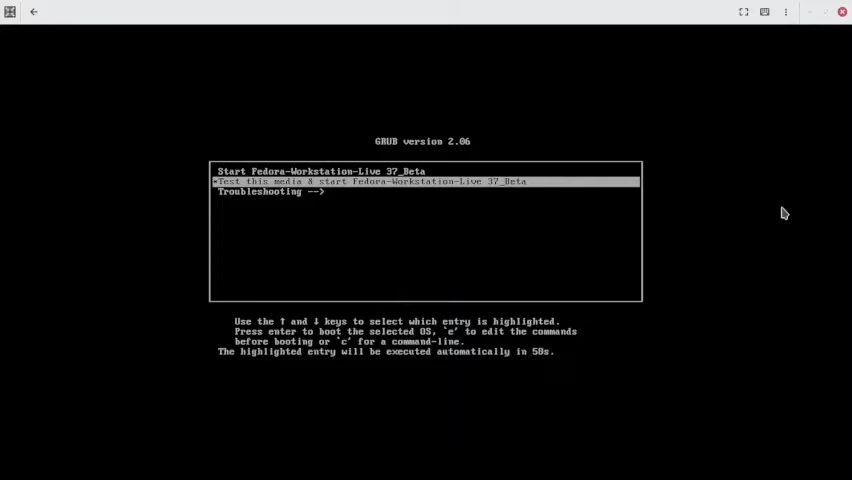 GRUB version 2.06
Start Fedora-Workstation-Live 37_Beta
*Test this media & start Fedora-Workstation-Live 37_Beta
Troubleshooting -->
Use the ↑ and ↓ keys to select which entry is highlighted.
Press enter to boot the selected OS, `e' to edit the commands
before booting or `c' for a command-line.
The highlighted entry will be executed automatically in 58s.